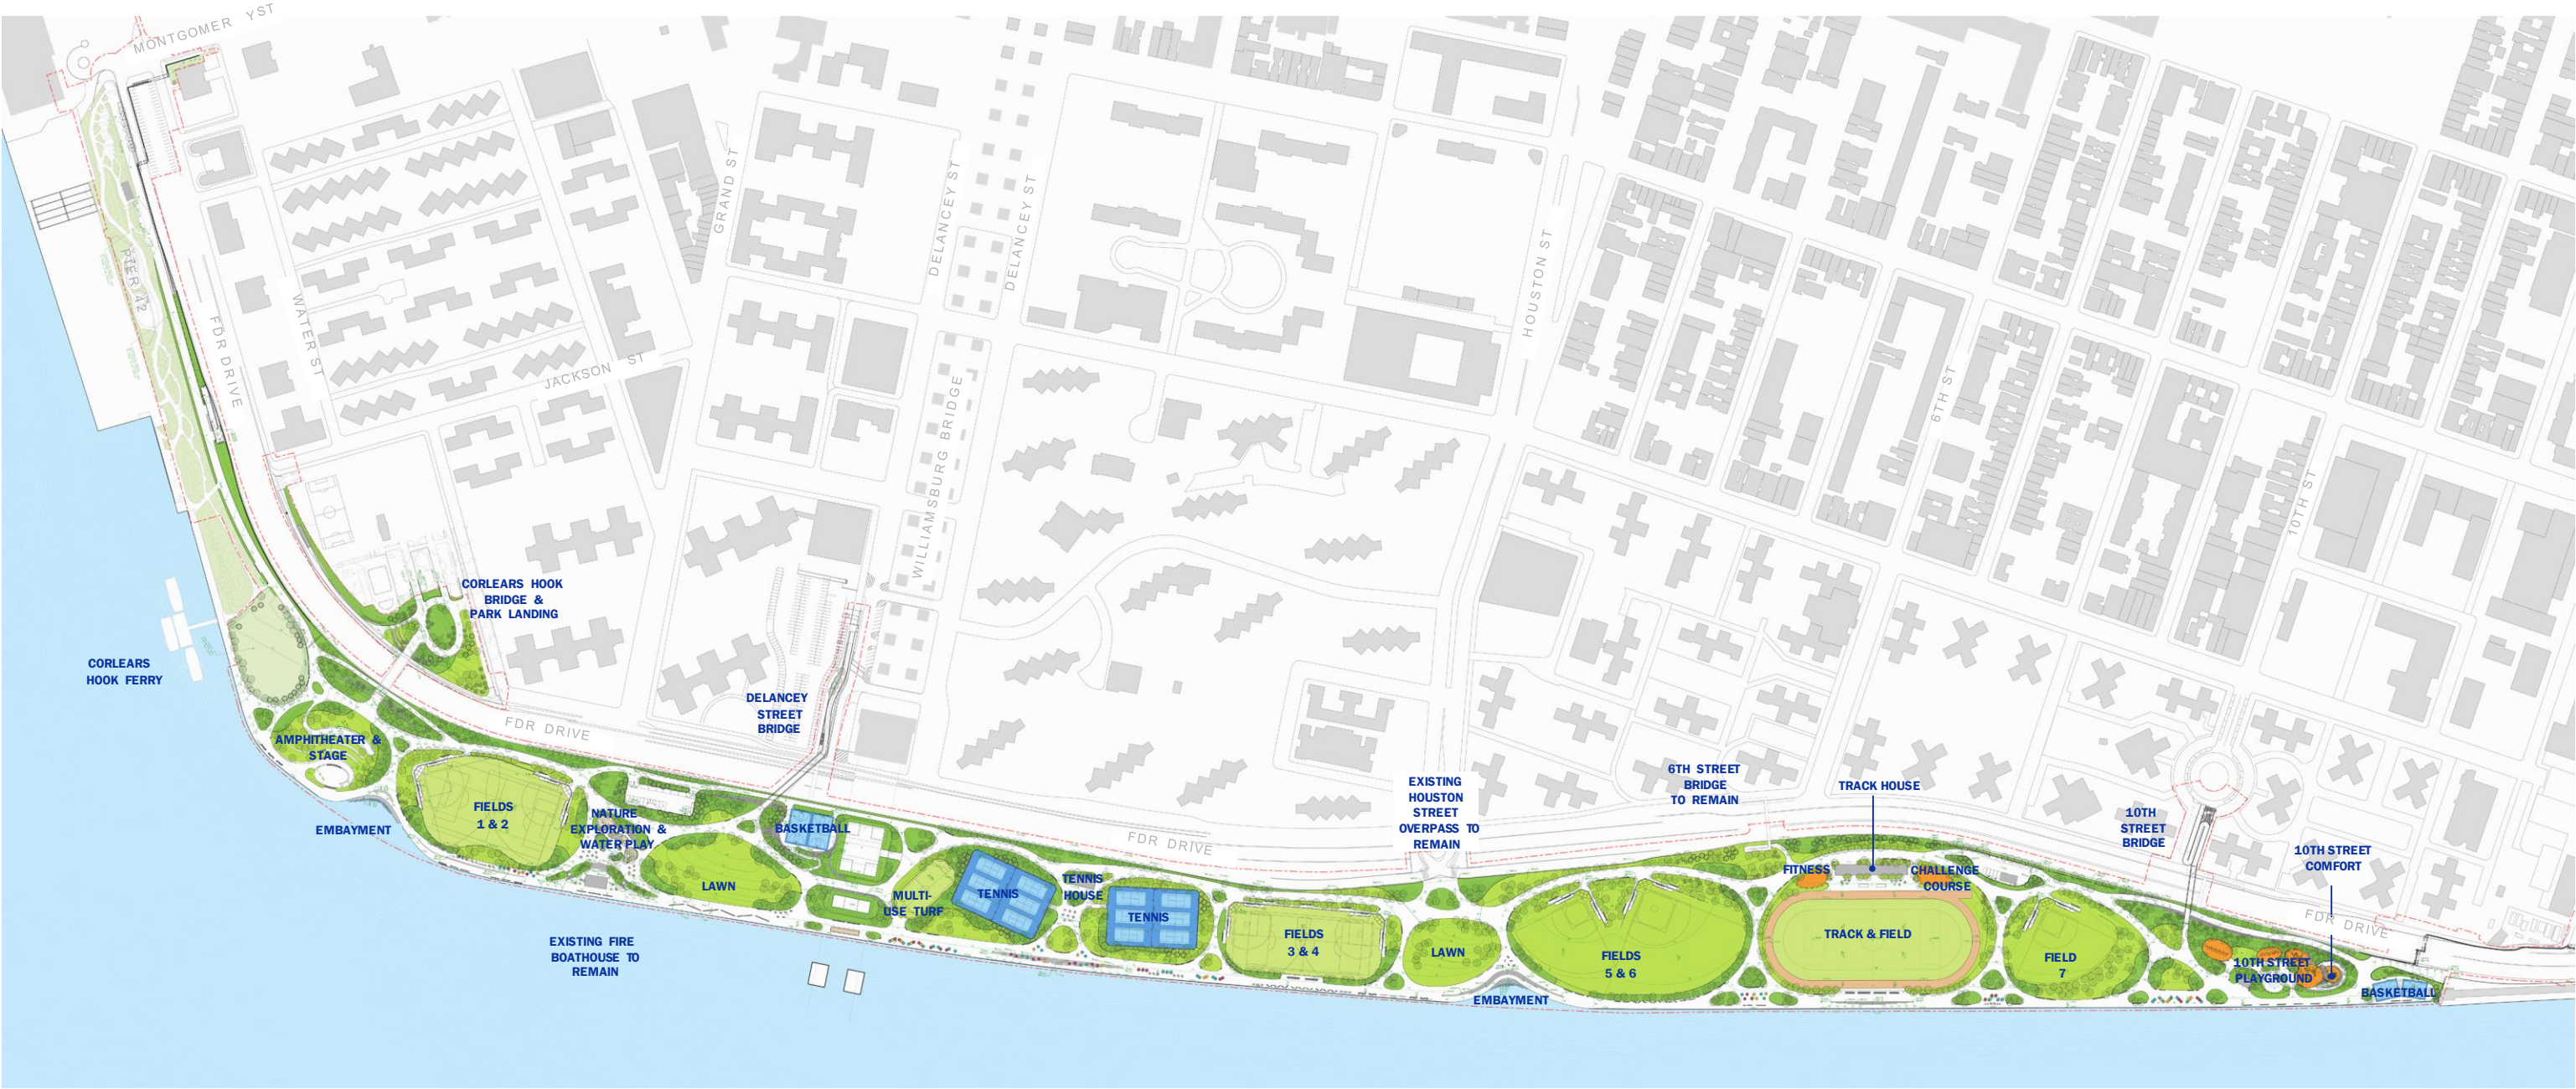 MONTGOMER YST
PIER 42
FDR DRIVE
WATER ST
JACKSON ST
GRAND ST
DELANCEY ST
DELANCEY ST
WILLIAMSBURG BRIDGE
HOUSTON ST
6TH ST
10TH ST
CORLEARS HOOK
BRIDGE &
PARK LANDING
CORLEARS
HOOK FERRY
AMPHITHEATER &
STAGE
EMBAYMENT
FDR DRIVE
FIELDS
1 & 2
NATURE
EXPLORATION &
WATER PLAY
EXISTING FIRE
BOATHOUSE TO
REMAIN
LAWN
DELANCEY
STREET
BRIDGE
BASKETBALL
MULTI-
USE TURF
TENNIS
TENNIS
HOUSE
TENNIS
FDR DRIVE
FIELDS
3 & 4
EXISTING
HOUSTON
STREET
OVERPASS TO
REMAIN
LAWN
EMBAYMENT
FIELDS
5 & 6
6TH STREET
BRIDGE
TO REMAIN
TRACK HOUSE
FITNESS
CHALLENGE
COURSE
TRACK & FIELD
FIELD
7
10TH
STREET
BRIDGE
10TH STREET
COMFORT
FDR DRIVE
10TH STREET
PLAYGROUND
BASKETBALL